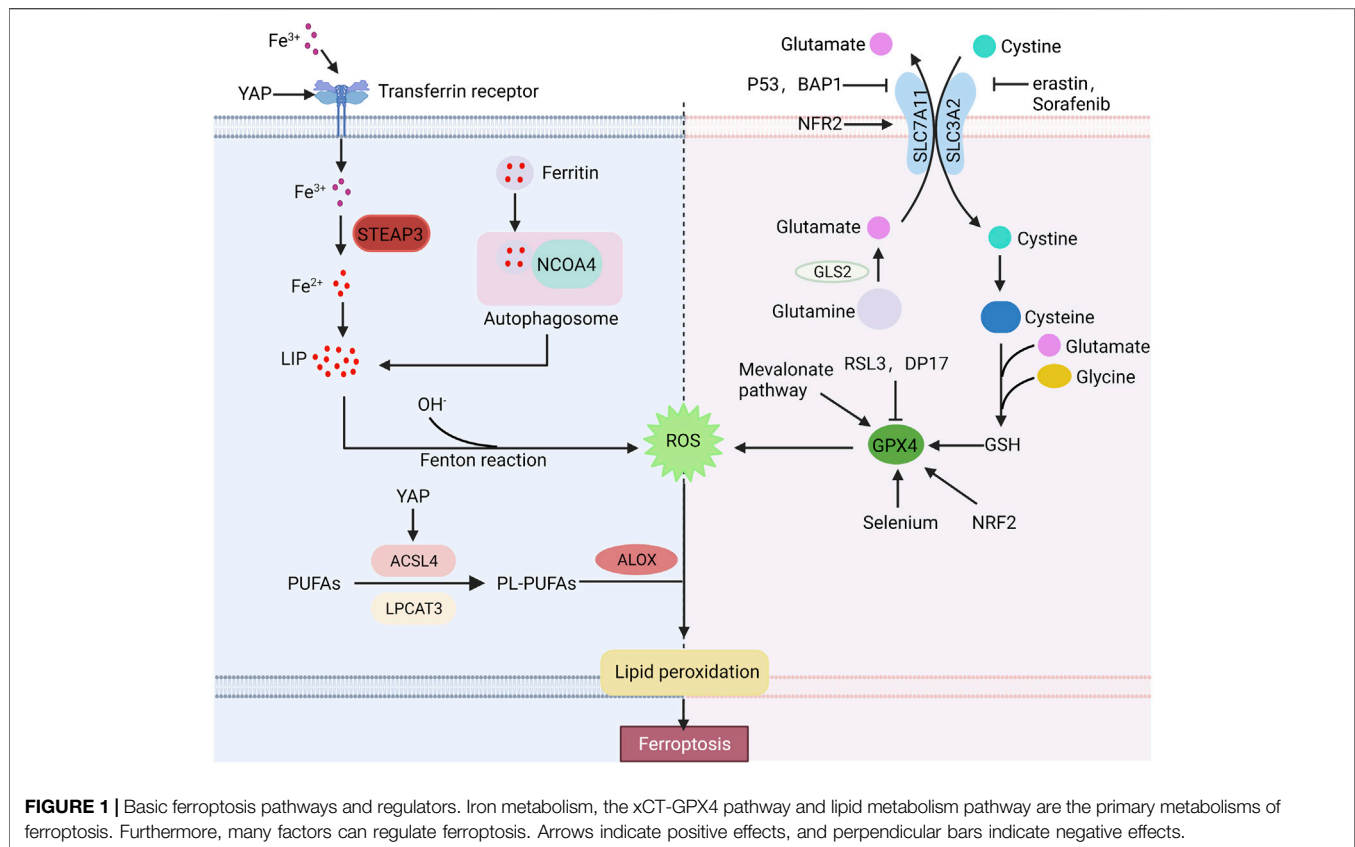 Fe3+
YAP
Transferrin receptor
Fe3+
STEAP3
Fe2+
LIP
Ferritin
NCOA4
Autophagosome
OH-
Fenton reaction
YAP
ACSL4
PUFAs
PL-PUFAs
LPCAT3
ALOX
ROS
Glutamate
Cystine
P53, BAP1
erastin,
Sorafenib
NFR2
SLC7A11
SLC3A2
Glutamate
Cystine
GLS2
Glutamine
Cysteine
Glutamate
Glycine
Mevalonate
pathway
RSL3, DP17
GPX4
GSH
Selenium
NRF2
Lipid peroxidation
Ferroptosis
FIGURE 1 | Basic ferroptosis pathways and regulators. Iron metabolism, the xCT-GPX4 pathway and lipid metabolism pathway are the primary metabolisms of
ferroptosis. Furthermore, many factors can regulate ferroptosis. Arrows indicate positive effects, and perpendicular bars indicate negative effects.